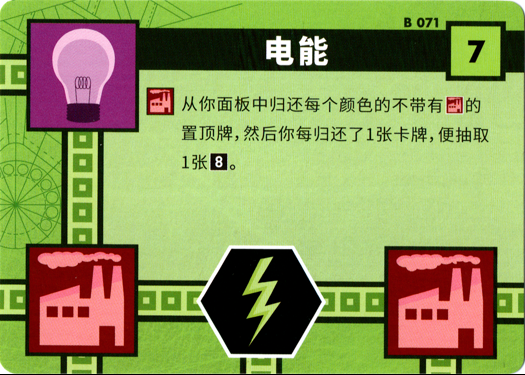 B 071
电能
7
从你面板中归还每个颜色的不带有的
置顶牌，然后你每归还了1张卡牌，便抽取
1张8。